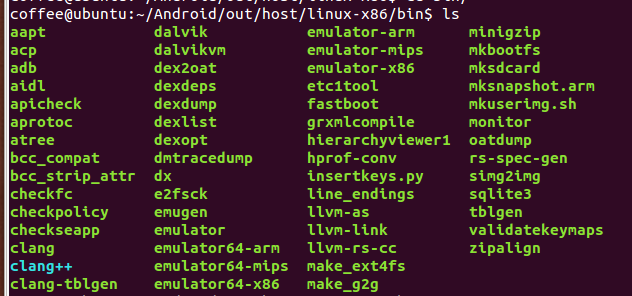 coffee@ubuntu:~/Android/out/host/linux-x86/bin$ ls
aapt dalvik emulator-arm minigzip
acp dalvikvm emulator-mips mkbootfs
adb dex2oat emulator-x86 mksdcard
aidl dexdeps etc1tool mksnapshot.arm
apicheck dexdump fastboot mkuserimg.sh
aprotoc dexlist grxmlcompile monitor
atree dexopt hierarchyviewer1 oatdump
bcc_compat dmtracedump hprof-conv rs-spec-gen
bcc_strip_attr dx insertkeys.py simg2img
checkfc e2fsck line_endings sqlite3
checkpolicy emugen llvm-as tblgen
checkseapp emulator llvm-link validatekeymaps
clang emulator64-arm llvm-rs-cc zipalign
clang++ emulator64-mips make_ext4fs
clang-tblgen emulator64-x86 make_g2g